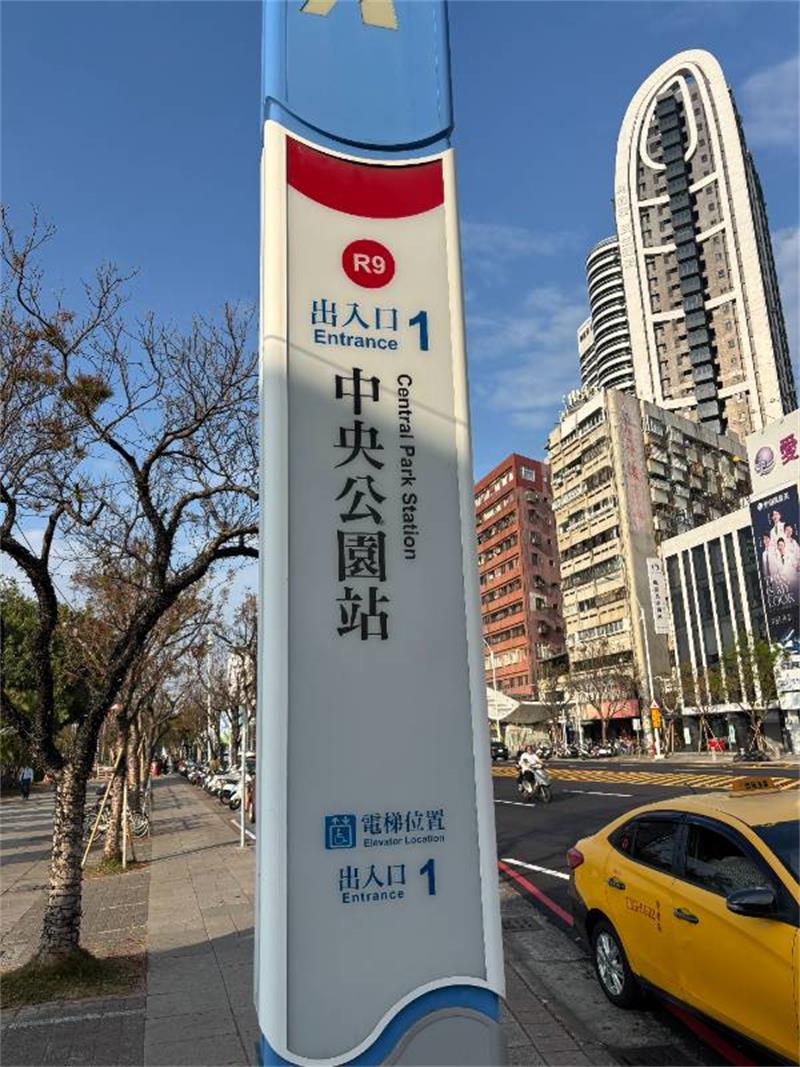 R9
出入口 1
Entrance
中央公園站
Central Park Station
電梯位置
Elevator Location
出入口 1
Entrance
愛